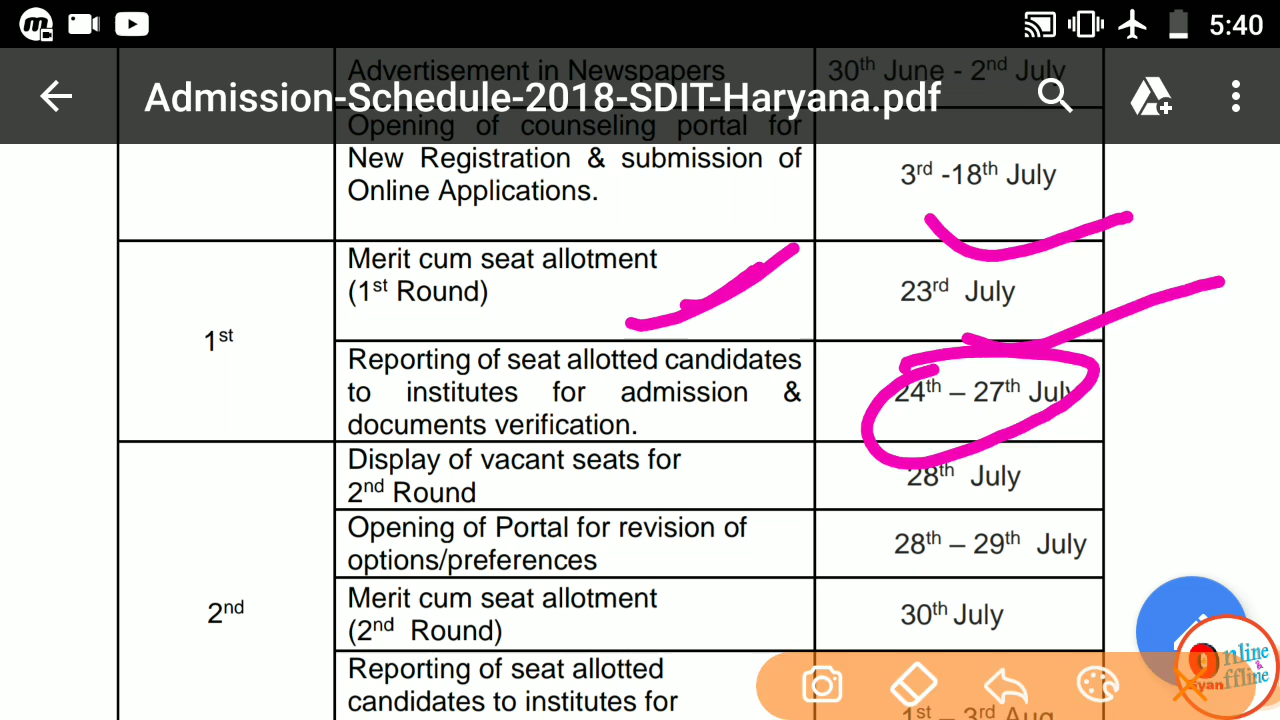 5:40
Advertisement in Newspapers 30th June - 2nd July
Admission-Schedule-2018-SDIT-Haryana.pdf
Opening of counseling portal for
New Registration & submission of
Online Applications.
3rd -18th July
1st
Merit cum seat allotment
(1st Round)
23rd July
Reporting of seat allotted candidates
to institutes for admission &
documents verification.
24th – 27th July
2nd
Display of vacant seats for
2nd Round
28th July
Opening of Portal for revision of
options/preferences
28th – 29th July
Merit cum seat allotment
(2nd Round)
30th July
Reporting of seat allotted
candidates to institutes for
1st – 3rd Aug
Online
&
Offline
Gyan